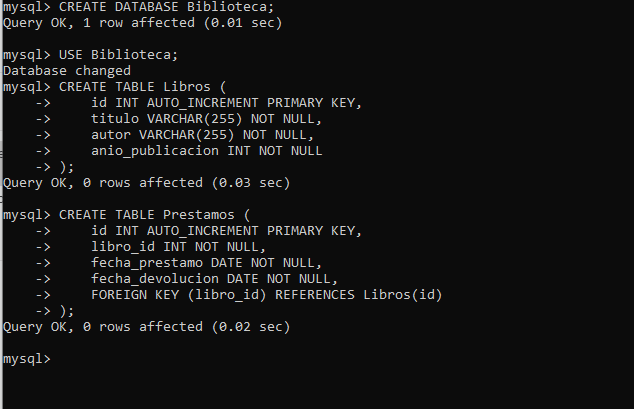 mysql> CREATE DATABASE Biblioteca;
Query OK, 1 row affected (0.01 sec)
mysql> USE Biblioteca;
Database changed
mysql> CREATE TABLE Libros (
    ->     id INT AUTO_INCREMENT PRIMARY KEY,
    ->     titulo VARCHAR(255) NOT NULL,
    ->     autor VARCHAR(255) NOT NULL,
    ->     anio_publicacion INT NOT NULL
    -> );
Query OK, 0 rows affected (0.03 sec)
mysql> CREATE TABLE Prestamos (
    ->     id INT AUTO_INCREMENT PRIMARY KEY,
    ->     libro_id INT NOT NULL,
    ->     fecha_prestamo DATE NOT NULL,
    ->     fecha_devolucion DATE NOT NULL,
    ->     FOREIGN KEY (libro_id) REFERENCES Libros(id)
    -> );
Query OK, 0 rows affected (0.02 sec)
mysql>